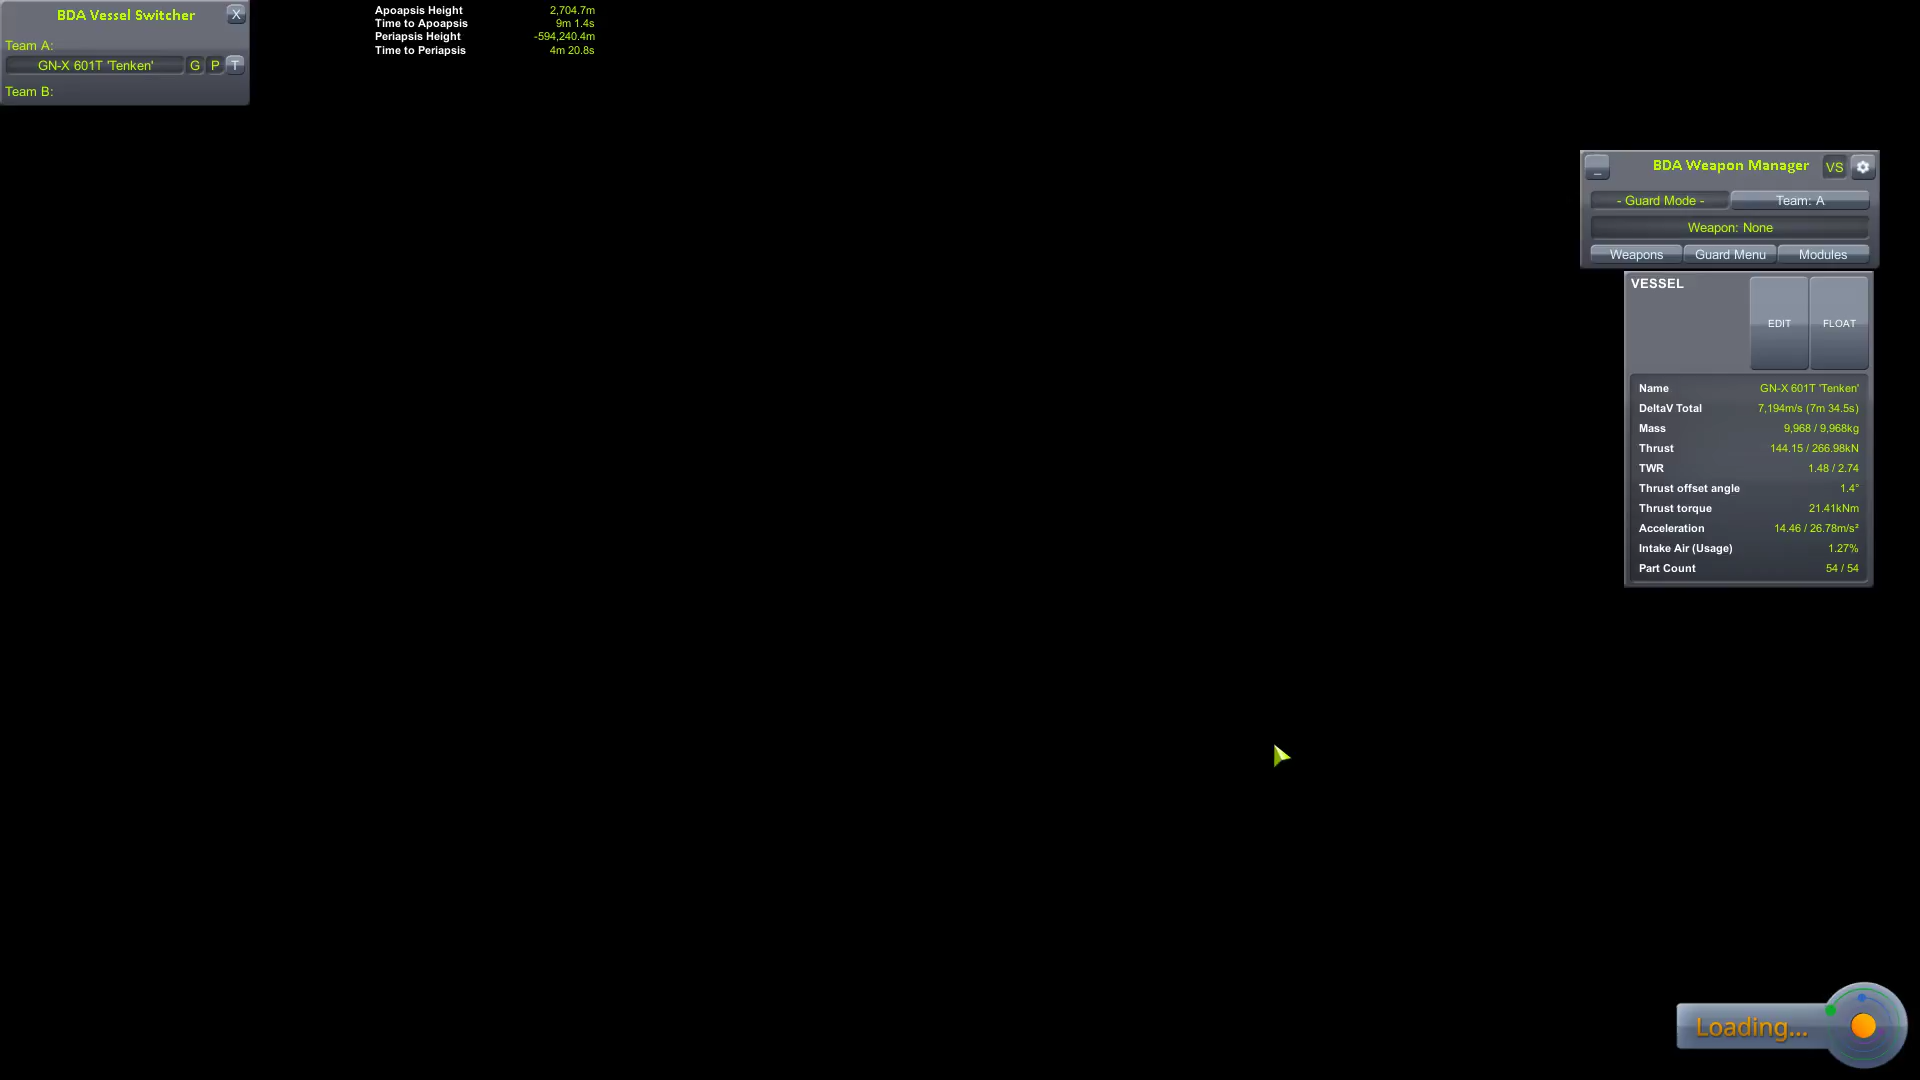 BDA Vessel Switcher X
Team A:
GN-X 601T 'Tenken' G P T
Team B:
Apoapsis Height 2,704.7m
Time to Apoapsis 9m 1.4s
Periapsis Height -594,240.4m
Time to Periapsis 4m 20.8s
_ BDA Weapon Manager VS
- Guard Mode - Team: A
Weapon: None
Weapons Guard Menu Modules
VESSEL
EDIT FLOAT
Name GN-X 601T 'Tenken'
DeltaV Total 7,194m/s (7m 34.5s)
Mass 9,968 / 9,968kg
Thrust 144.15 / 266.98kN
TWR 1.48 / 2.74
Thrust offset angle 1.4°
Thrust torque 21.41kNm
Acceleration 14.46 / 26.78m/s²
Intake Air (Usage) 1.27%
Part Count 54 / 54
Loading...